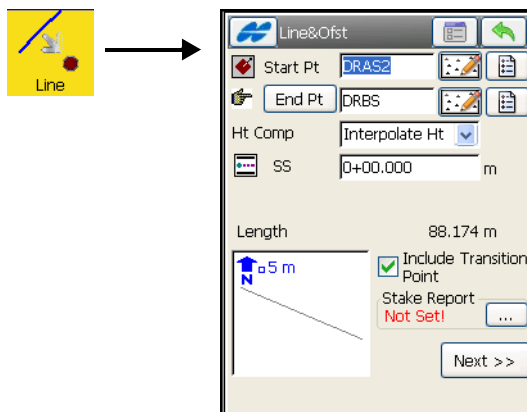 Line
Line&Ofst
Start Pt DRAS2
End Pt DRBS
Ht Comp Interpolate Ht
SS 0+00.000 m
Length 88.174 m
5 m
N
Include Transition
Point
Stake Report
Not Set! ...
Next >>